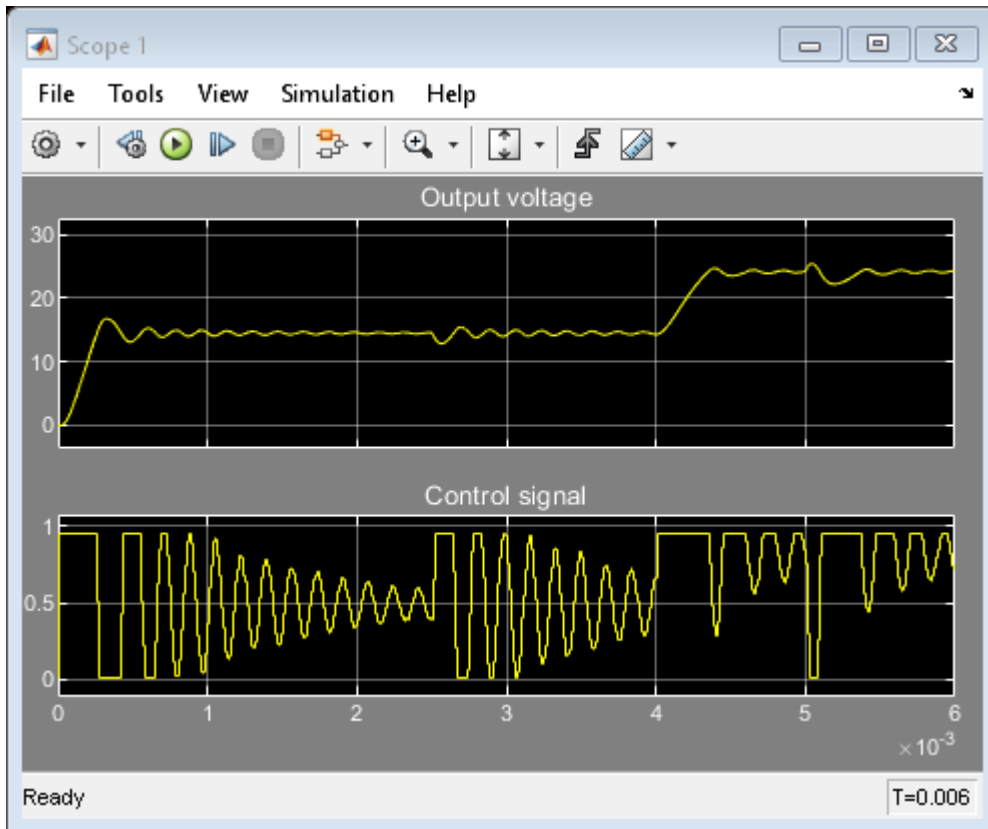 Scope 1
File Tools View Simulation Help
Output voltage
30
20
10
0
Control signal
1
0.5
0
0 1 2 3 4 5 6
×10-3
Ready T=0.006